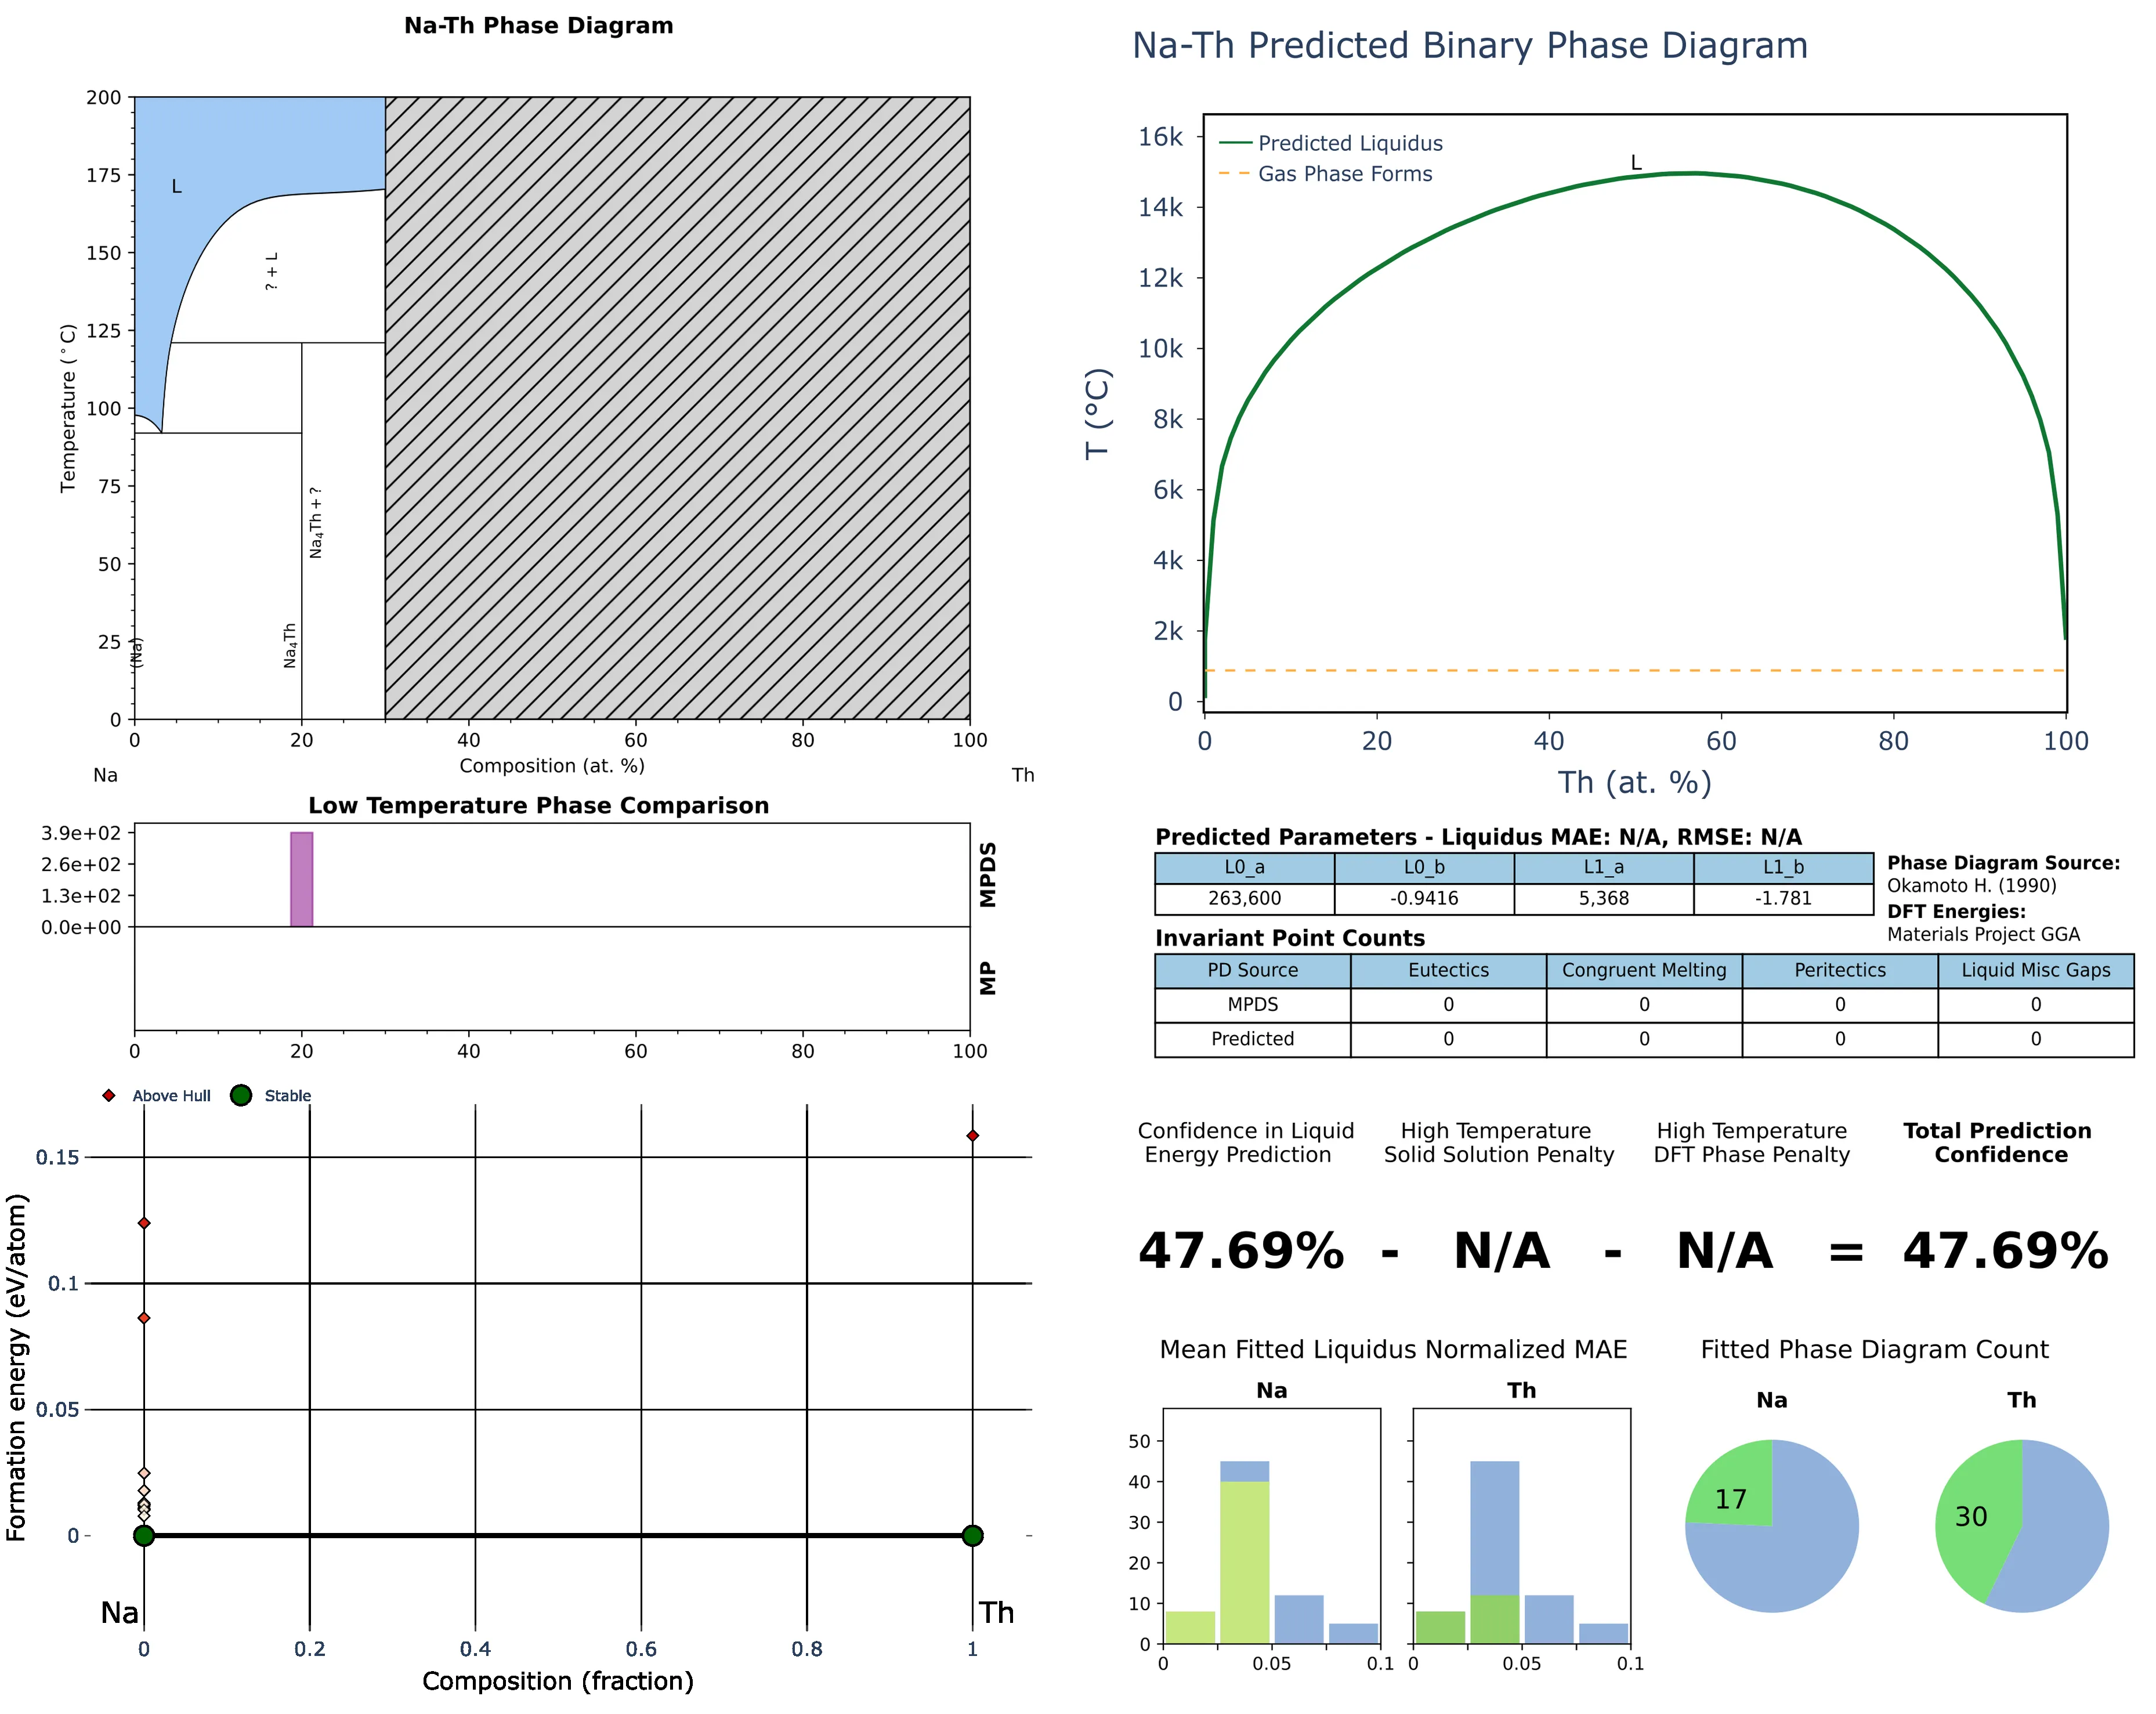 Na-Th Phase Diagram
200
175
150
125
100
75
50
25
0
Temperature (°C)
L
? + L
Na₄Th + ?
Na₄Th
(Na)
0 20 40 60 80 100
Composition (at. %)
Na Th
Low Temperature Phase Comparison
3.9e+02
2.6e+02
1.3e+02
0.0e+00
MPDS
MP
0 20 40 60 80 100
Above Hull Stable
0.15
0.1
0.05
0
Formation energy (eV/atom)
Na Th
0 0.2 0.4 0.6 0.8 1
Composition (fraction)
Na-Th Predicted Binary Phase Diagram
Predicted Liquidus
Gas Phase Forms
L
16k
14k
12k
10k
8k
6k
4k
2k
0
T (°C)
0 20 40 60 80 100
Th (at. %)
Predicted Parameters - Liquidus MAE: N/A, RMSE: N/A
L0_a L0_b L1_a L1_b
263,600 -0.9416 5,368 -1.781
Phase Diagram Source:
Okamoto H. (1990)
DFT Energies:
Materials Project GGA
Invariant Point Counts
PD Source Eutectics Congruent Melting Peritectics Liquid Misc Gaps
MPDS 0 0 0 0
Predicted 0 0 0 0
Confidence in Liquid
Energy Prediction
High Temperature
Solid Solution Penalty
High Temperature
DFT Phase Penalty
Total Prediction
Confidence
47.69% - N/A - N/A = 47.69%
Mean Fitted Liquidus Normalized MAE
Na Th
50
40
30
20
10
0
0 0.05 0.1 0 0.05 0.1
Fitted Phase Diagram Count
Na Th
17 30